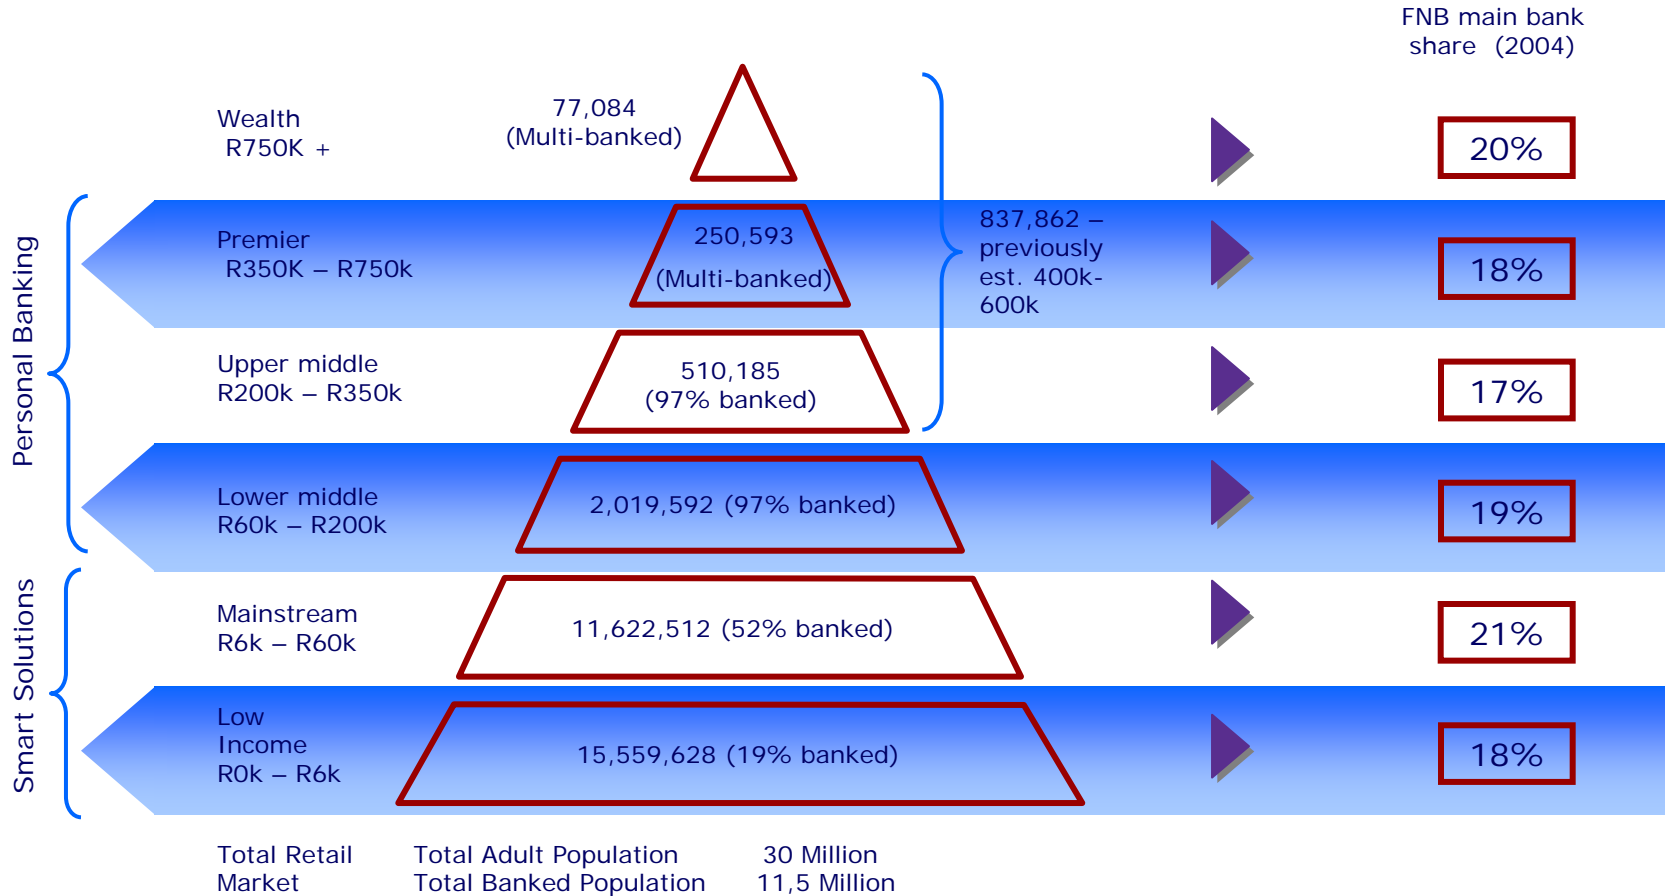 FNB main bank
share (2004)
Wealth
R750K +
77,084
(Multi-banked)
20%
Personal Banking
Premier
R350K – R750k
250,593
(Multi-banked)
837,862 –
previously
est. 400k-
600k
18%
Upper middle
R200k – R350k
510,185
(97% banked)
17%
Lower middle
R60k – R200k
2,019,592 (97% banked)
19%
Smart Solutions
Mainstream
R6k – R60k
11,622,512 (52% banked)
21%
Low
Income
R0k – R6k
15,559,628 (19% banked)
18%
Total Retail Total Adult Population 30 Million
Market Total Banked Population 11,5 Million